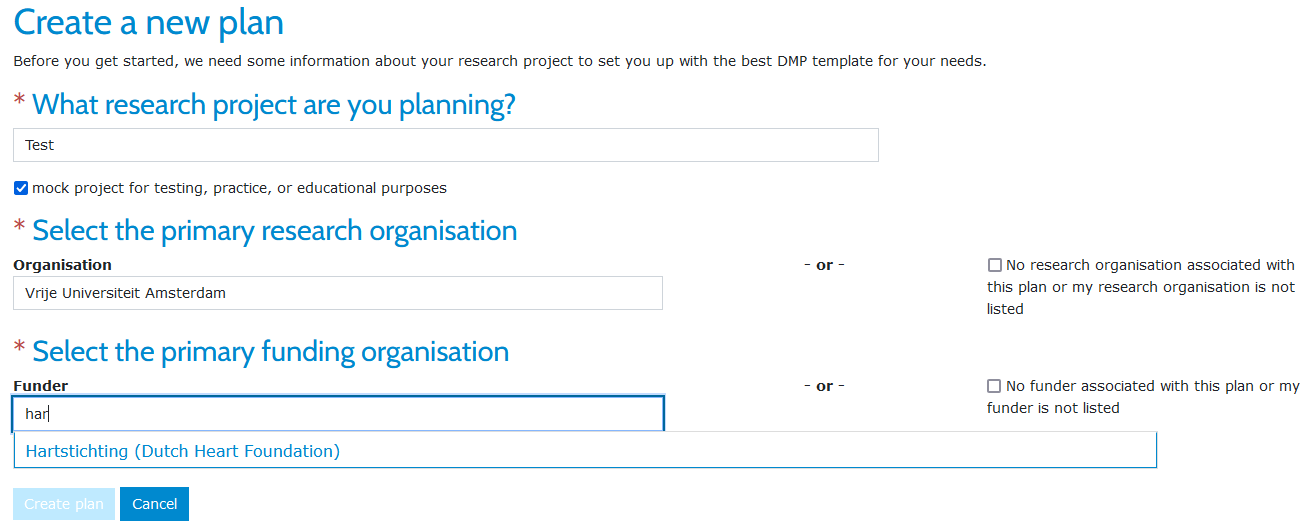 Create a new plan
Before you get started, we need some information about your research project to set you up with the best DMP template for your needs.
* What research project are you planning?
Test
mock project for testing, practice, or educational purposes
* Select the primary research organisation
Organisation
Vrije Universiteit Amsterdam
- or -
No research organisation associated with
this plan or my research organisation is not
listed
* Select the primary funding organisation
Funder
har
- or -
No funder associated with this plan or my
funder is not listed
Hartstichting (Dutch Heart Foundation)
Create plan
Cancel